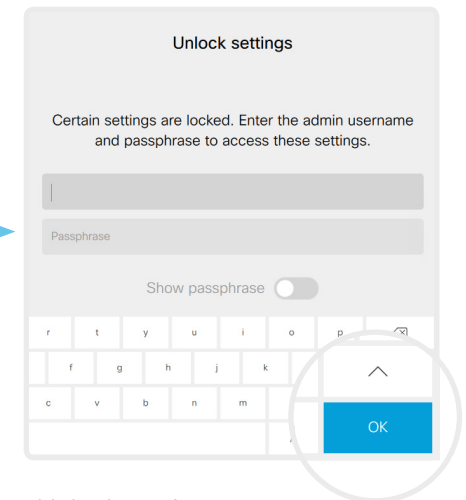 Unlock settings
Certain settings are locked. Enter the admin username
and passphrase to access these settings.
Passphrase
Show passphrase
r t y u i o p
f g h j k
c v b n m
OK